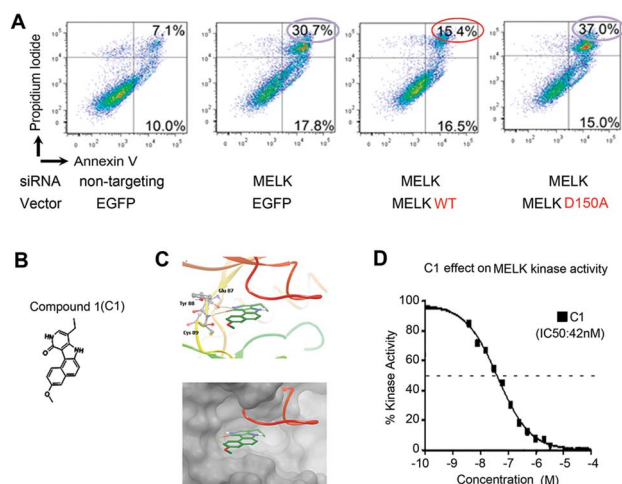 A
7.1%
30.7%
15.4%
37.0%
10.0%
17.8%
16.5%
15.0%
Propidium Iodide
Annexin V
siRNA non-targeting MELK MELK MELK
Vector EGFP EGFP MELK WT MELK D150A
B
Compound 1(C1)
HN
NH
O
O
C
Glu 87
Tyr 88
Cys 89
D
C1 effect on MELK kinase activity
C1
(IC50:42nM)
% Kinase Activity
100
80
60
40
20
0
-10 -9 -8 -7 -6 -5 -4
Concentration (M)